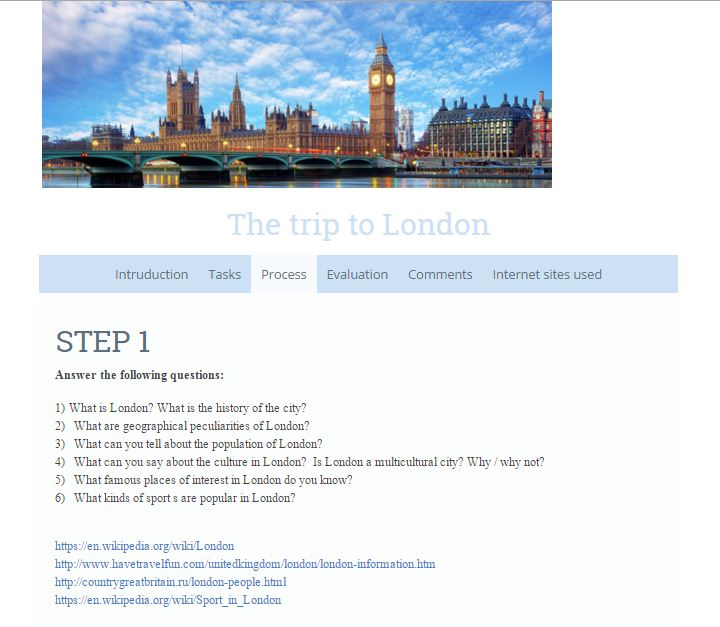 The trip to London
Intruduction Tasks Process Evaluation Comments Internet sites used
STEP 1
Answer the following questions:
1) What is London? What is the history of the city?
2) What are geographical peculiarities of London?
3) What can you tell about the population of London?
4) What can you say about the culture in London? Is London a multicultural city? Why / why not?
5) What famous places of interest in London do you know?
6) What kinds of sport s are popular in London?
https://en.wikipedia.org/wiki/London
http://www.havetravelfun.com/unitedkingdom/london/london-information.htm
http://countrygreatbritain.ru/london-people.html
https://en.wikipedia.org/wiki/Sport_in_London